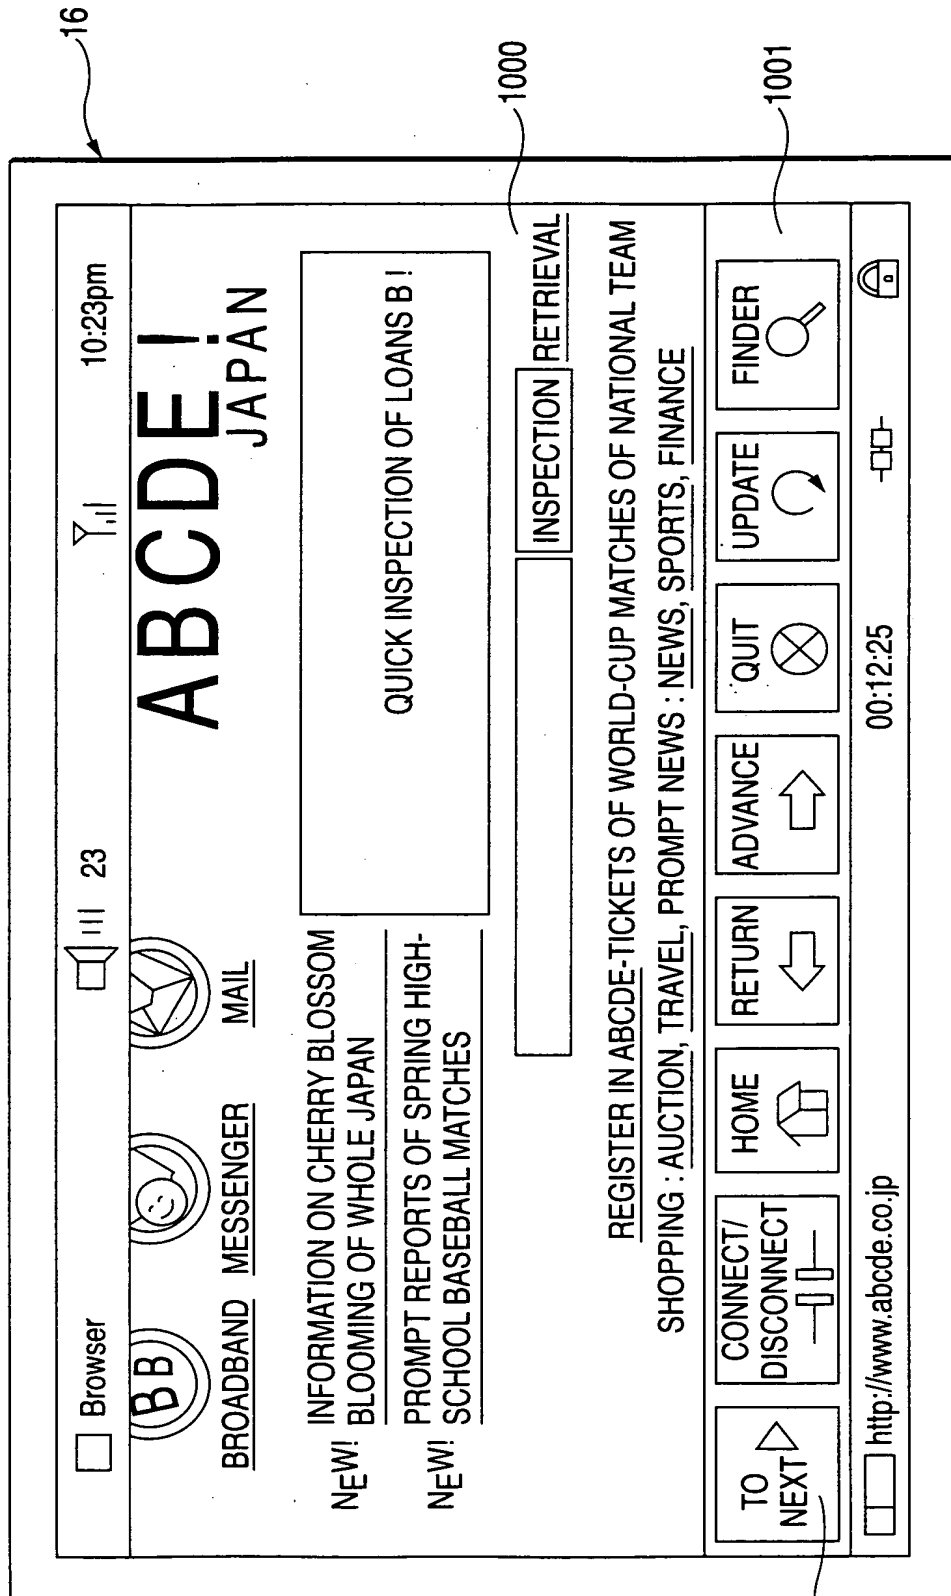 16
Browser 23 10:23pm
BB
ABCDE!
JAPAN
BROADBAND MESSENGER MAIL
NEW! INFORMATION ON CHERRY BLOSSOM
BLOOMING OF WHOLE JAPAN
NEW! PROMPT REPORTS OF SPRING HIGH-
SCHOOL BASEBALL MATCHES
QUICK INSPECTION OF LOANS B !
INSPECTION RETRIEVAL
1000
REGISTER IN ABCDE-TICKETS OF WORLD-CUP MATCHES OF NATIONAL TEAM
SHOPPING : AUCTION, TRAVEL, PROMPT NEWS : NEWS, SPORTS, FINANCE
TO
NEXT
CONNECT/
DISCONNECT
HOME
RETURN
ADVANCE
QUIT
UPDATE
FINDER
1001
http://www.abcde.co.jp 00:12:25